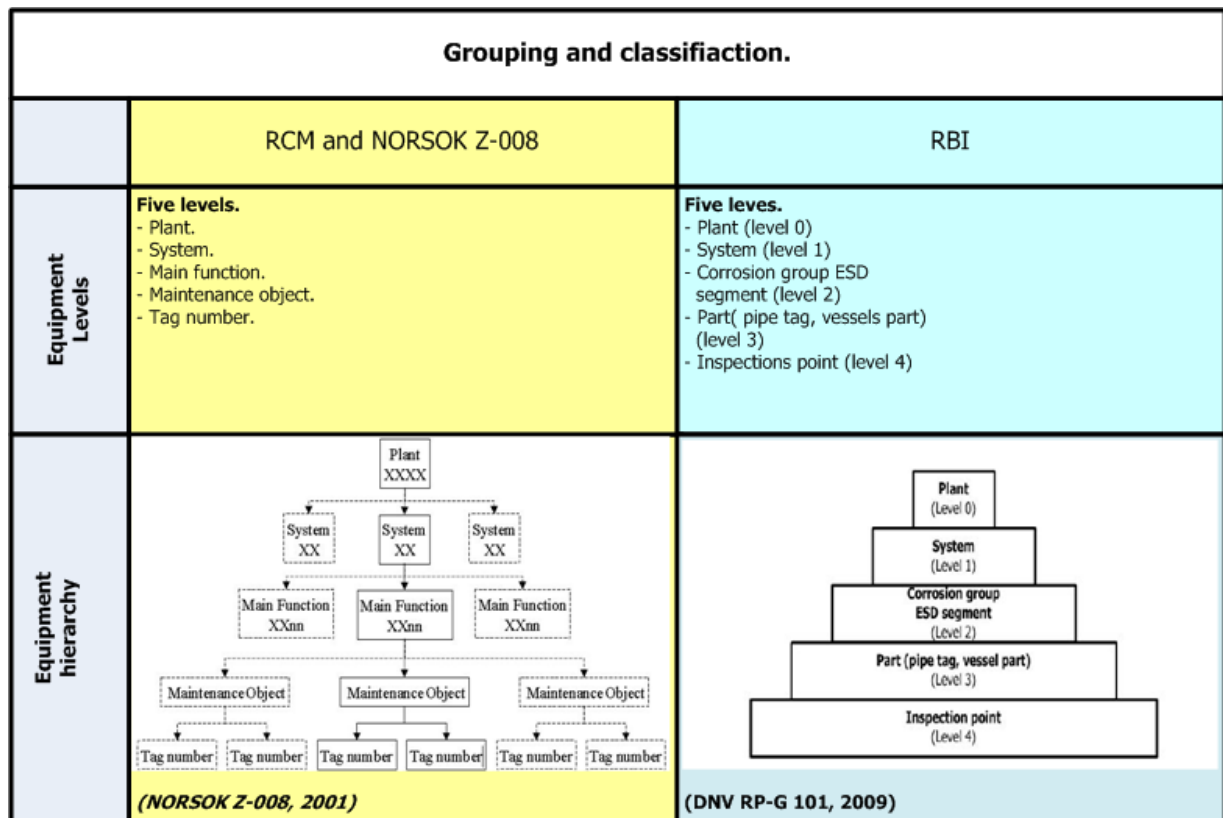 Grouping and classifiaction.
RCM and NORSOK Z-008
RBI
Equipment
Levels
Five levels.
- Plant.
- System.
- Main function.
- Maintenance object.
- Tag number.
Five leves.
- Plant (level 0)
- System (level 1)
- Corrosion group ESD
segment (level 2)
- Part( pipe tag, vessels part)
(level 3)
- Inspections point (level 4)
Equipment
hierarchy
Plant
XXXX
System
XX
System
XX
System
XX
Main Function
XXnn
Main Function
XXnn
Main Function
XXnn
Maintenance Object
Maintenance Object
Maintenance Object
Tag number
Tag number
Tag number
Tag number
Tag number
Tag number
(NORSOK Z-008, 2001)
Plant
(Level 0)
System
(Level 1)
Corrosion group
ESD segment
(Level 2)
Part (pipe tag, vessel part)
(Level 3)
Inspection point
(Level 4)
(DNV RP-G 101, 2009)